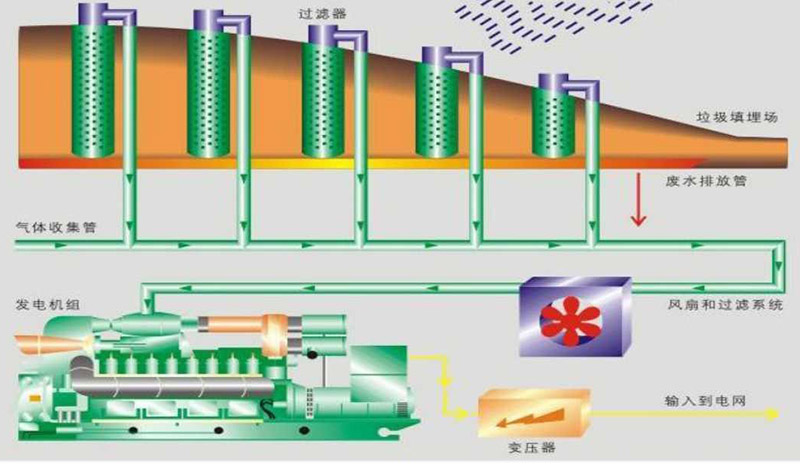 过滤器
垃圾填埋场
废水排放管
气体收集管
发电机组
风扇和过滤系统
输入到电网
变压器